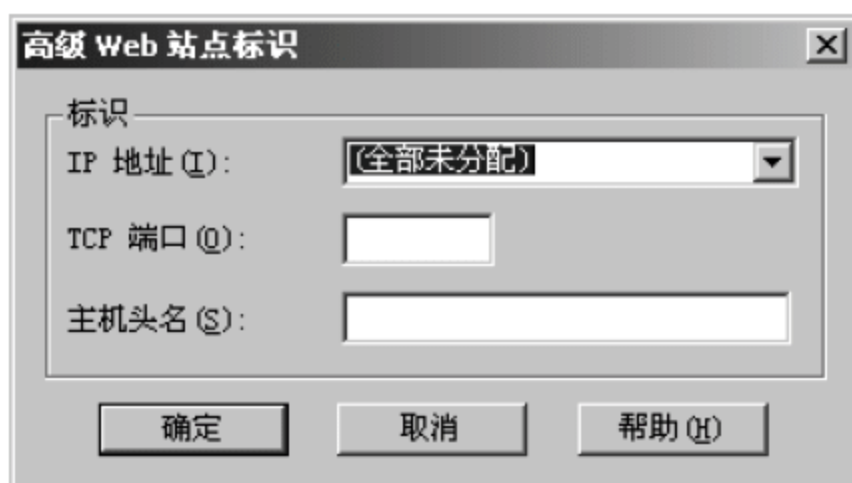 高级 Web 站点标识
标识
IP 地址(I):
(全部未分配)
TCP 端口(O):
主机头名(S):
确定
取消
帮助(H)